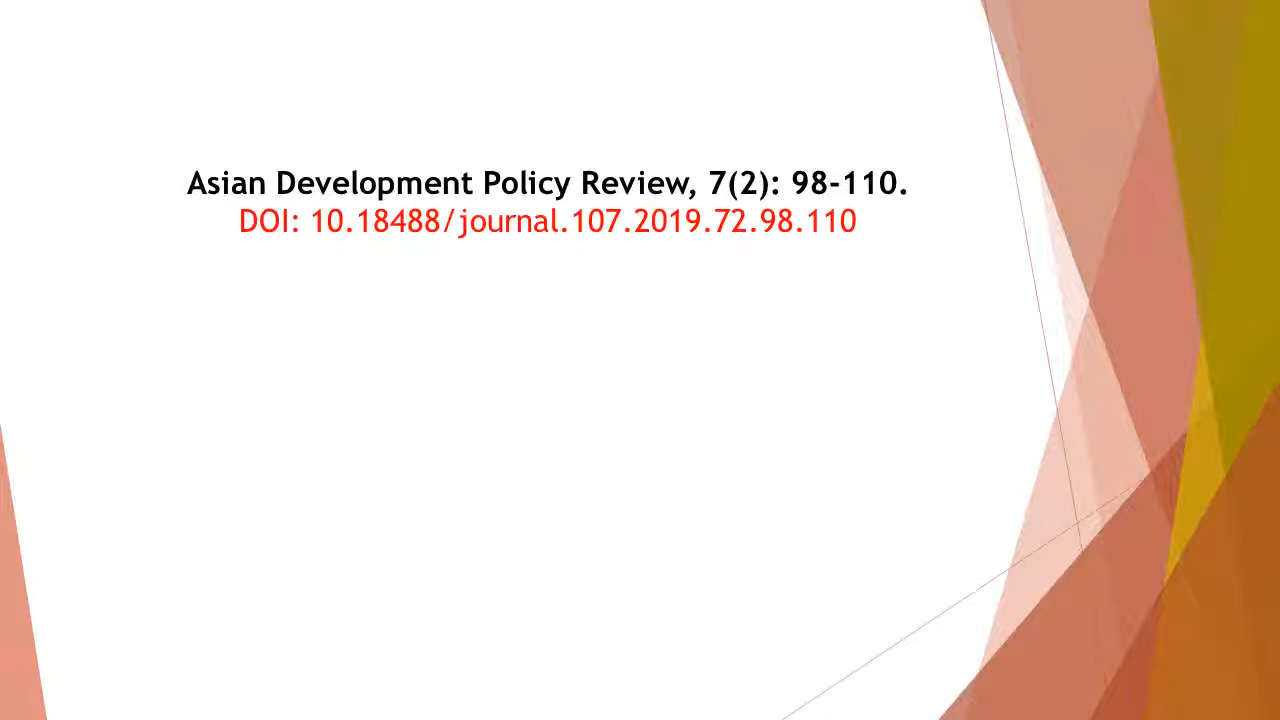 Asian Development Policy Review, 7(2): 98-110.
DOI: 10.18488/journal.107.2019.72.98.110